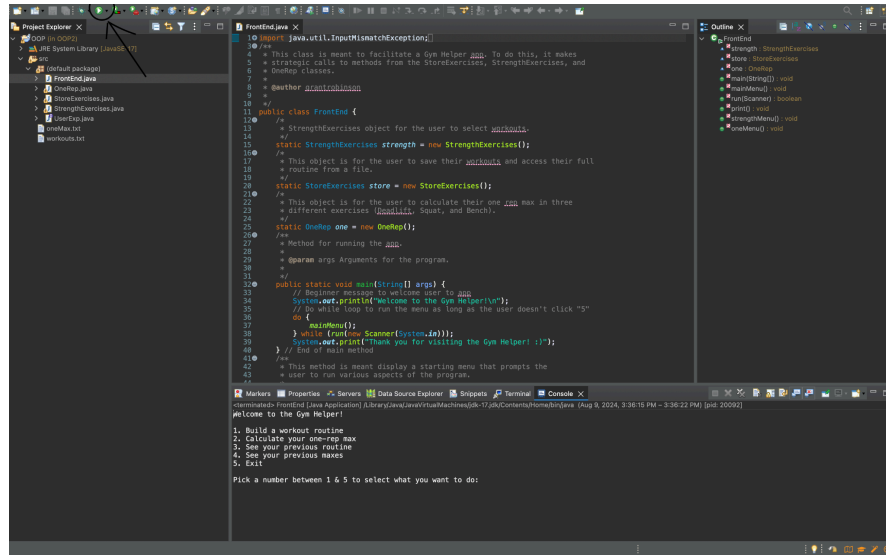 Project Explorer
OOP (in OOP2)
JRE System Library [JavaSE-17]
src
(default package)
FrontEnd.java
OneRep.java
StoreExercises.java
StrengthExercises.java
UserExp.java
oneMax.txt
workouts.txt
FrontEnd.java
1 import java.util.InputMismatchException;
3 /**
4 * This class is meant to facilitate a Gym Helper app. To do this, it makes
5 * strategic calls to methods from the StoreExercises, StrengthExercises, and
6 * OneRep classes.
7 *
8 * @author grantrobinson
9 *
10 */
11 public class FrontEnd {
12 /*
13 * StrengthExercises object for the user to select workouts.
14 */
15 static StrengthExercises strength = new StrengthExercises();
16 /*
17 * This object is for the user to save their workouts and access their full
18 * routine from a file.
19 */
20 static StoreExercises store = new StoreExercises();
21 /*
22 * This object is for the user to calculate their one rep max in three
23 * different exercises (Deadlift, Squat, and Bench).
24 */
25 static OneRep one = new OneRep();
26 /**
27 * Method for running the app.
28 *
29 * @param args Arguments for the program.
30 *
31 */
32 public static void main(String[] args) {
33 // Beginner message to welcome user to app
34 System.out.println("Welcome to the Gym Helper!\n");
35 // Do while loop to run the menu as long as the user doesn't click "5"
36 do {
37 mainMenu();
38 } while (run(new Scanner(System.in)));
39 System.out.print("Thank you for visiting the Gym Helper! :)");
40 } // End of main method
41 /**
42 * This method is meant display a starting menu that prompts the
43 * user to run various aspects of the program.
44
Outline
FrontEnd
strength : StrengthExercises
store : StoreExercises
one : OneRep
main(String[]) : void
mainMenu() : void
run(Scanner) : boolean
print() : void
strengthMenu() : void
oneMenu() : void
Markers Properties Servers Data Source Explorer Snippets Terminal Console
<terminated> FrontEnd [Java Application] /Library/Java/JavaVirtualMachines/jdk-17.jdk/Contents/Home/bin/java (Aug 9, 2024, 3:36:15 PM – 3:36:22 PM) [pid: 20092]
Welcome to the Gym Helper!
1. Build a workout routine
2. Calculate your one-rep max
3. See your previous routine
4. See your previous maxes
5. Exit
Pick a number between 1 & 5 to select what you want to do: